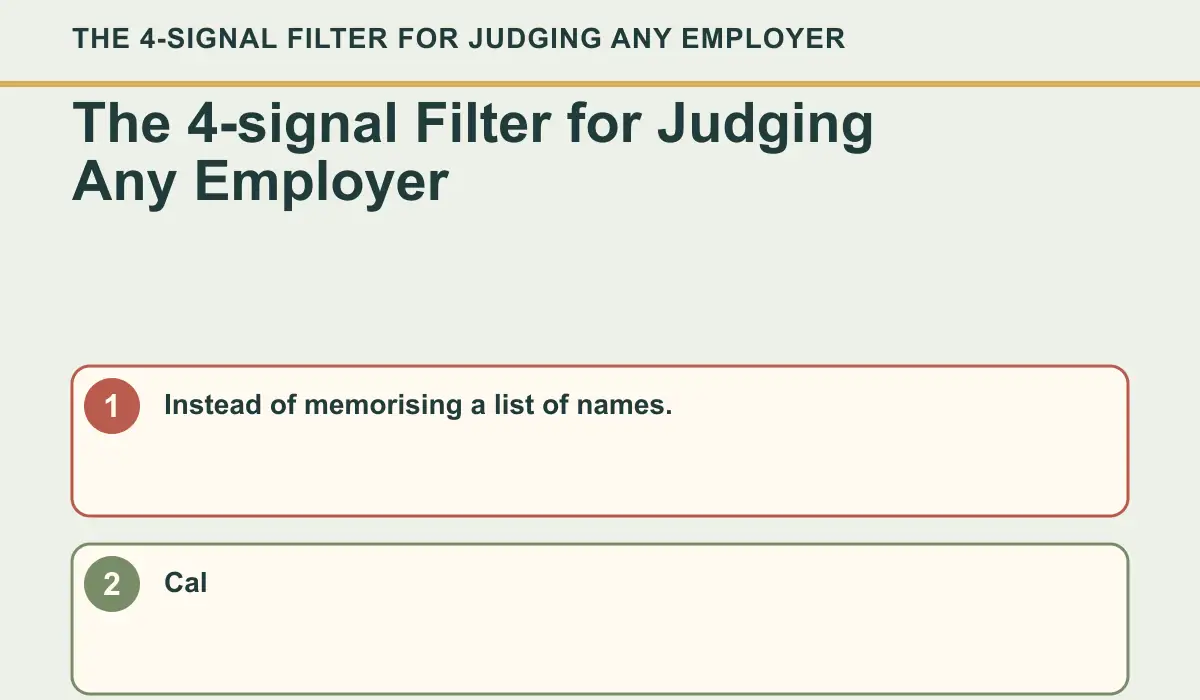 THE 4-SIGNAL FILTER FOR JUDGING ANY EMPLOYER
The 4-signal Filter for Judging
Any Employer
1
Instead of memorising a list of names.
2
Cal